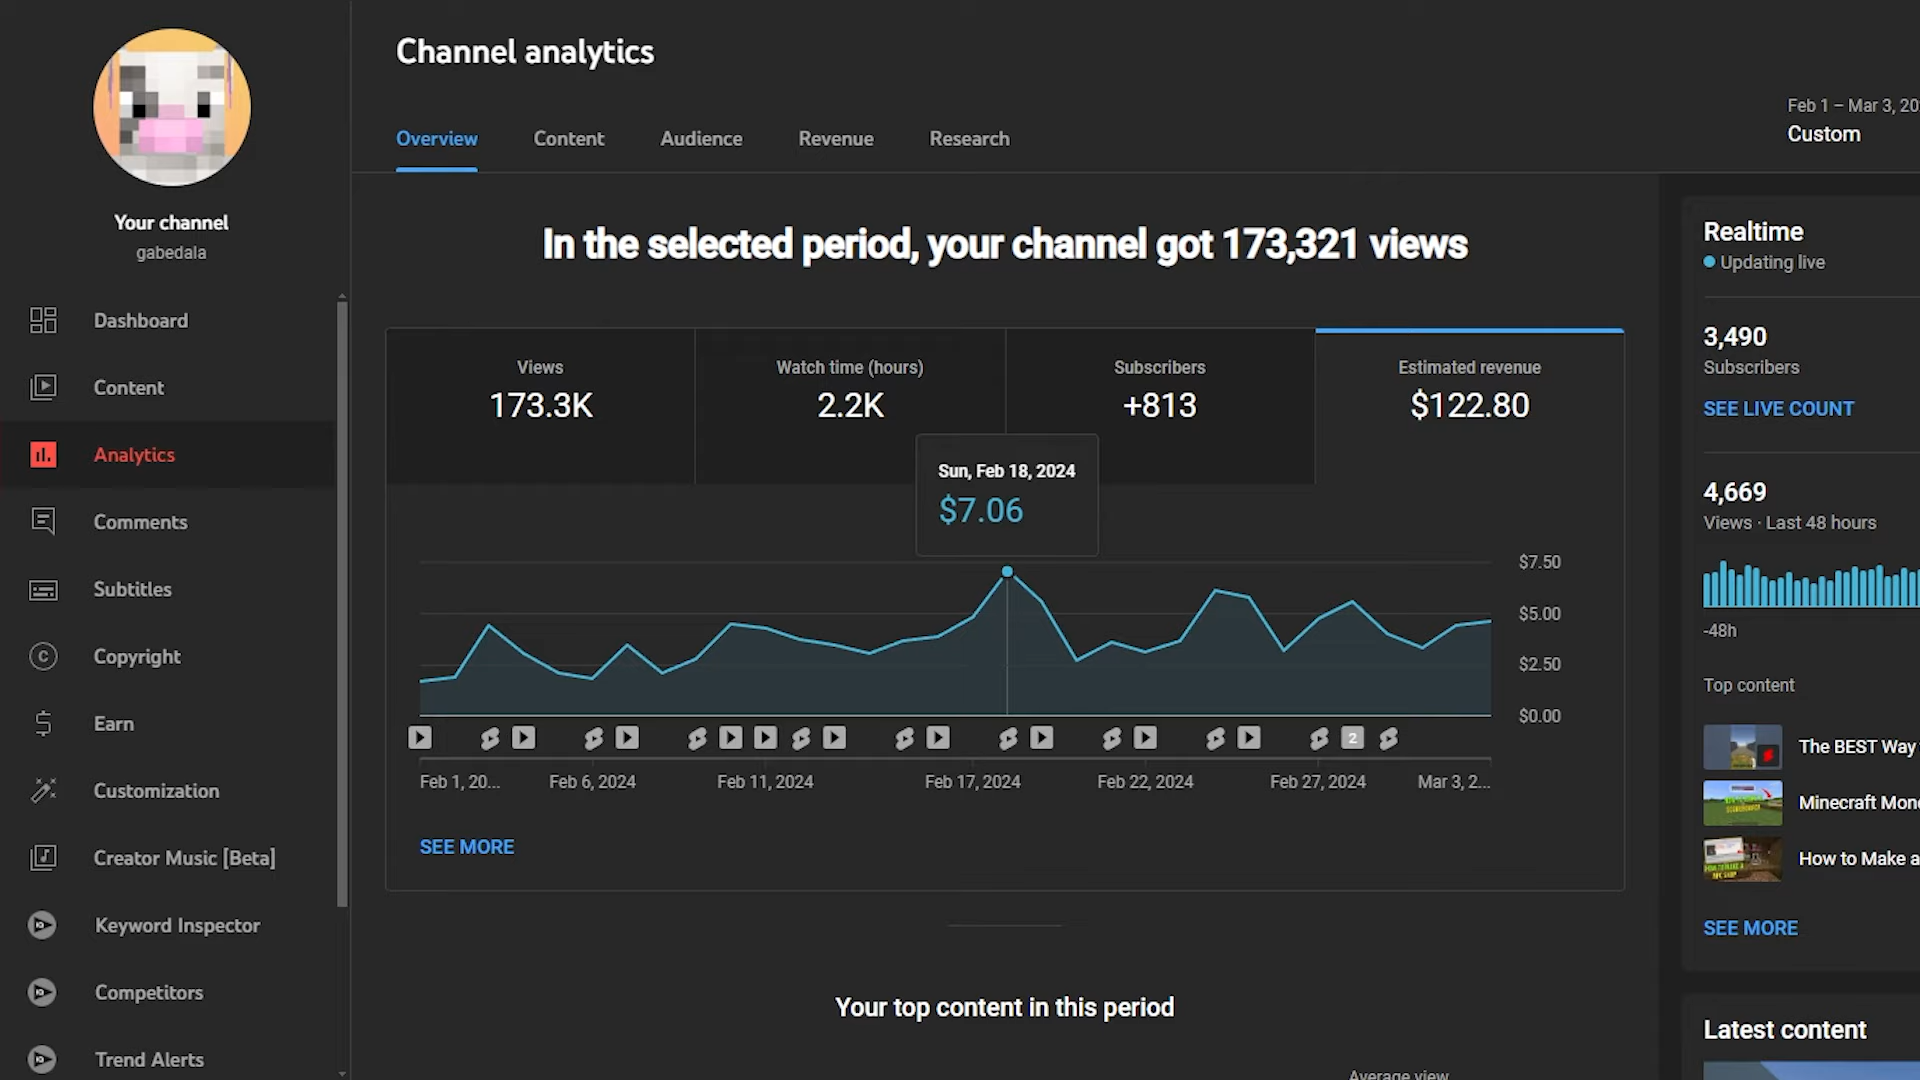 Channel analytics
Feb 1 – Mar 3, 20
Custom
Overview
Content
Audience
Revenue
Research
Your channel
gabedala
Dashboard
Content
Analytics
Comments
Subtitles
Copyright
Earn
Customization
Creator Music [Beta]
Keyword Inspector
Competitors
Trend Alerts
In the selected period, your channel got 173,321 views
Views
173.3K
Watch time (hours)
2.2K
Subscribers
+813
Estimated revenue
$122.80
Sun, Feb 18, 2024
$7.06
$7.50
$5.00
$2.50
$0.00
2
Feb 1, 20...
Feb 6, 2024
Feb 11, 2024
Feb 17, 2024
Feb 22, 2024
Feb 27, 2024
Mar 3, 2...
SEE MORE
Your top content in this period
Average view
Realtime
Updating live
3,490
Subscribers
SEE LIVE COUNT
4,669
Views · Last 48 hours
-48h
Top content
The BEST Way
Minecraft Mon
How to Make a
SEE MORE
Latest content